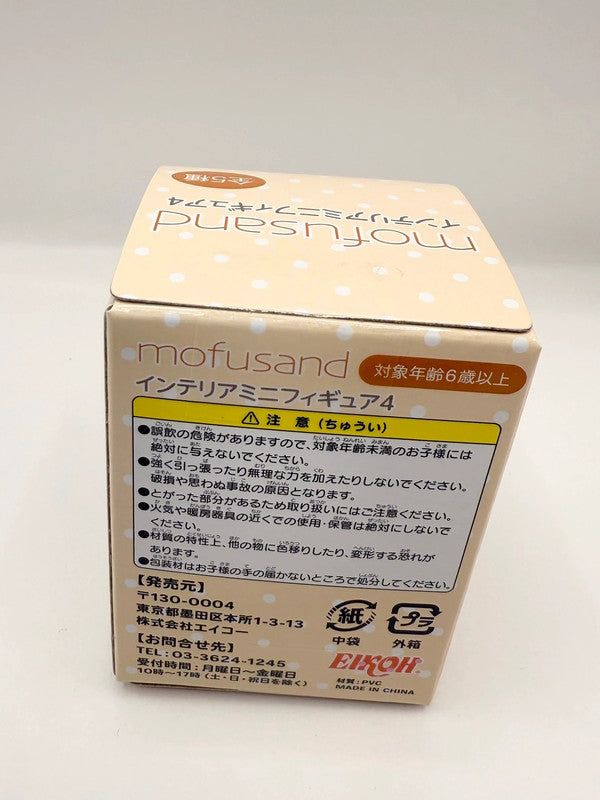 全5種
インテリアミニフィギュア4
mofusand
mofusand
対象年齢6歳以上
インテリアミニフィギュア4
⚠ 注 意(ちゅうい)
●誤飲の危険がありますので、対象年齢未満のお子様には
絶対に与えないでください。
●強く引っ張ったり無理な力を加えたりしないでください。
破損や思わぬ事故の原因となります。
●とがった部分があるため取り扱いにはご注意ください。
●火気や暖房器具の近くでの使用・保管は絶対にしないで
ください。
●材質の特性上、他の物に色移りしたり、変形する恐れが
あります。
●包装材はお子様の手の届かないところで処分してください。
【発売元】
〒130-0004
東京都墨田区本所1-3-13
株式会社エイコー
【お問合せ先】
TEL:03-3624-1245
受付時間:月曜日～金曜日
10時～17時(土・日・祝日を除く)
紙
中袋
プラ
外箱
EIKOH
材質:PVC
MADE IN CHINA